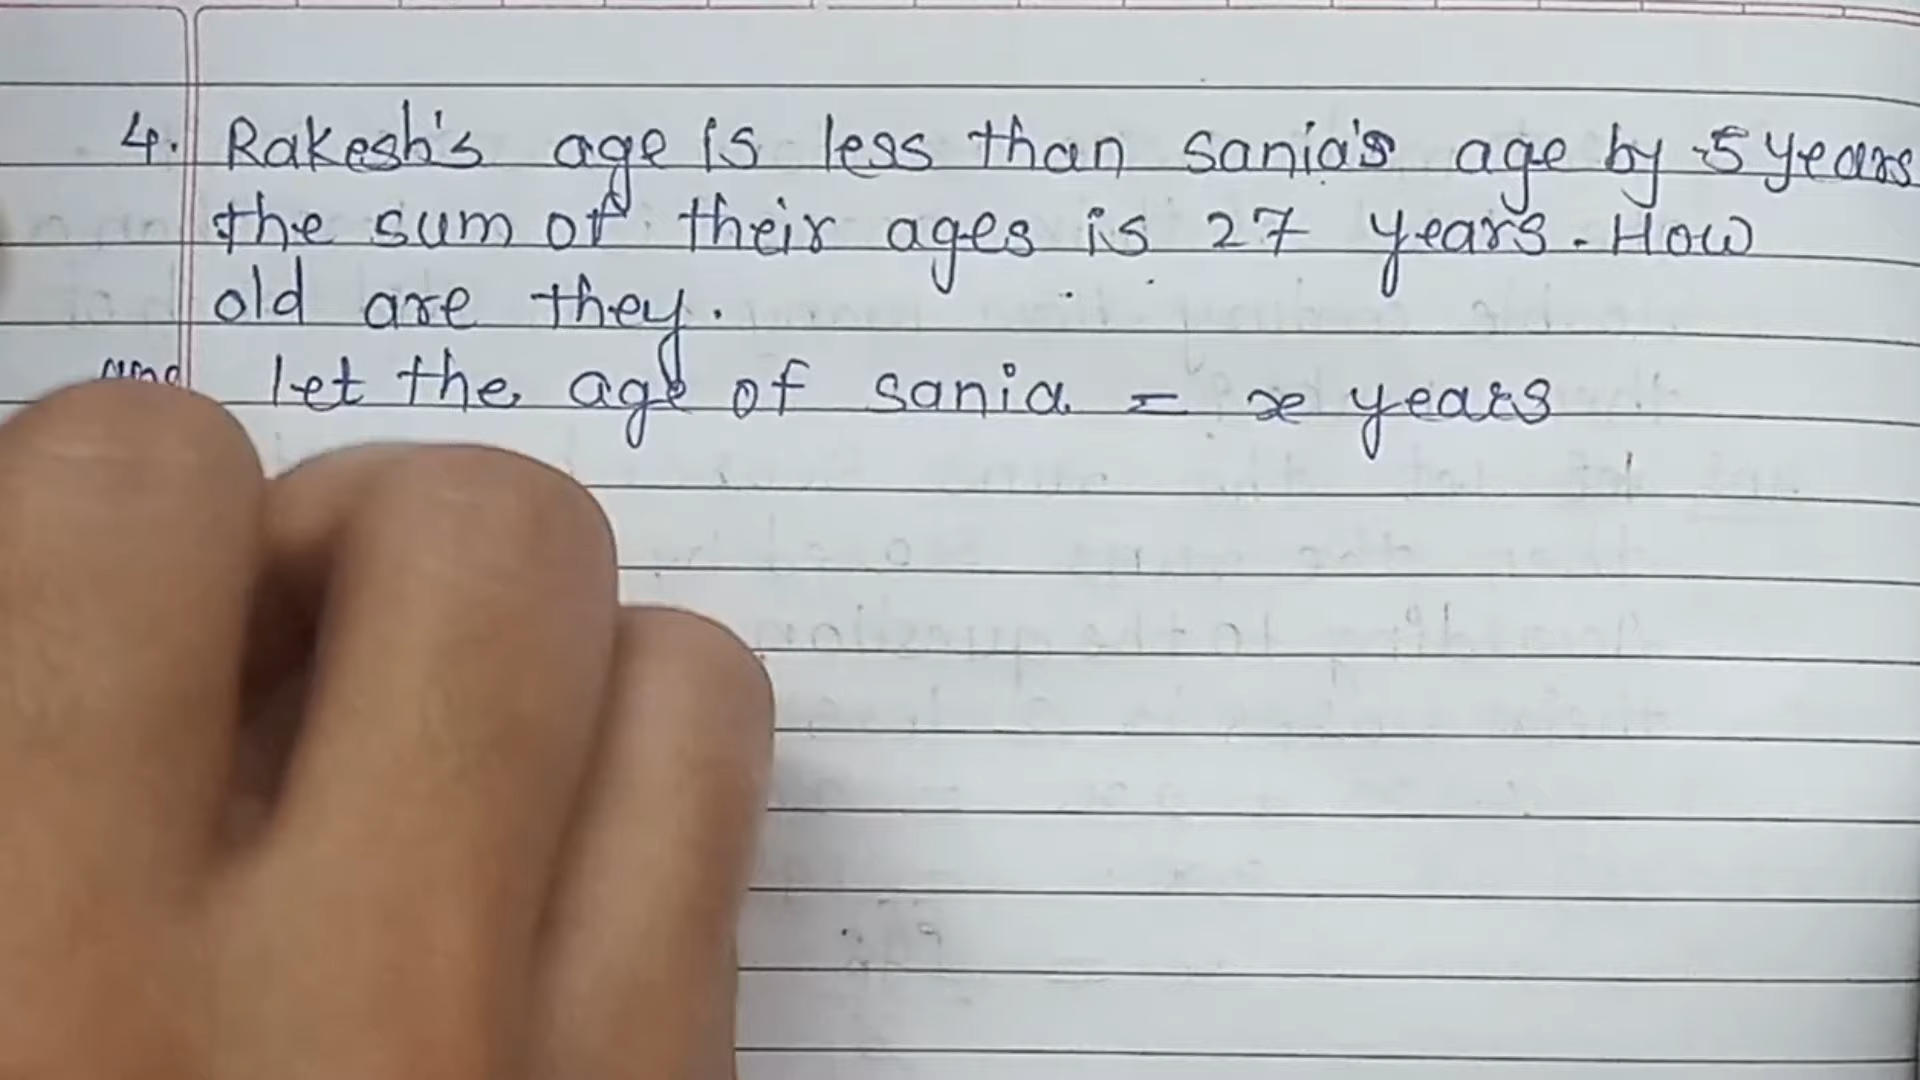 4. Rakesh's age is less than sania's age by 5 years
the sum of their ages is 27 years. How
old are they.
let the age of sania = x years